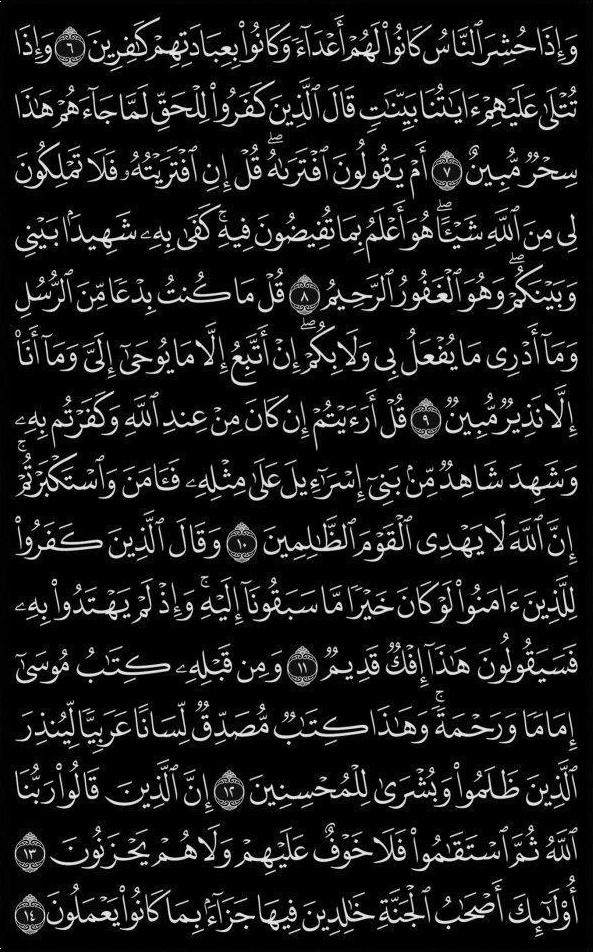 وَإِذَا حُشِرَ ٱلنَّاسُ كَانُوا۟ لَهُمْ أَعْدَآءً وَكَانُوا۟ بِعِبَادَتِهِمْ كَٰفِرِينَ ٦ وَإِذَا
تُتْلَىٰ عَلَيْهِمْ ءَايَٰتُنَا بَيِّنَٰتٍ قَالَ ٱلَّذِينَ كَفَرُوا۟ لِلْحَقِّ لَمَّا جَآءَهُمْ هَٰذَا
سِحْرٌ مُّبِينٌ ٧ أَمْ يَقُولُونَ ٱفْتَرَىٰهُ ۖ قُلْ إِنِ ٱفْتَرَيْتُهُۥ فَلَا تَمْلِكُونَ
لِى مِنَ ٱللَّهِ شَيْـًٔا ۖ هُوَ أَعْلَمُ بِمَا تُفِيضُونَ فِيهِ ۚ كَفَىٰ بِهِۦ شَهِيدًۢا بَيْنِى
وَبَيْنَكُمْ ۖ وَهُوَ ٱلْغَفُورُ ٱلرَّحِيمُ ٨ قُلْ مَا كُنتُ بِدْعًا مِّنَ ٱلرُّسُلِ
وَمَآ أَدْرِى مَا يُفْعَلُ بِى وَلَا بِكُمْ ۖ إِنْ أَتَّبِعُ إِلَّا مَا يُوحَىٰٓ إِلَىَّ وَمَآ أَنَا۠
إِلَّا نَذِيرٌ مُّبِينٌ ٩ قُلْ أَرَءَيْتُمْ إِن كَانَ مِنْ عِندِ ٱللَّهِ وَكَفَرْتُم بِهِۦ
وَشَهِدَ شَاهِدٌ مِّنۢ بَنِىٓ إِسْرَٰٓءِيلَ عَلَىٰ مِثْلِهِۦ فَـَٔامَنَ وَٱسْتَكْبَرْتُمْ ۖ
إِنَّ ٱللَّهَ لَا يَهْدِى ٱلْقَوْمَ ٱلظَّٰلِمِينَ ١٠ وَقَالَ ٱلَّذِينَ كَفَرُوا۟
لِلَّذِينَ ءَامَنُوا۟ لَوْ كَانَ خَيْرًا مَّا سَبَقُونَآ إِلَيْهِ ۚ وَإِذْ لَمْ يَهْتَدُوا۟ بِهِۦ
فَسَيَقُولُونَ هَٰذَآ إِفْكٌ قَدِيمٌ ١١ وَمِن قَبْلِهِۦ كِتَٰبُ مُوسَىٰٓ
إِمَامًا وَرَحْمَةً ۚ وَهَٰذَا كِتَٰبٌ مُّصَدِّقٌ لِّسَانًا عَرَبِيًّا لِّيُنذِرَ
ٱلَّذِينَ ظَلَمُوا۟ وَبُشْرَىٰ لِلْمُحْسِنِينَ ١٢ إِنَّ ٱلَّذِينَ قَالُوا۟ رَبُّنَا
ٱللَّهُ ثُمَّ ٱسْتَقَٰمُوا۟ فَلَا خَوْفٌ عَلَيْهِمْ وَلَا هُمْ يَحْزَنُونَ ١٣
أُو۟لَٰٓئِكَ أَصْحَٰبُ ٱلْجَنَّةِ خَٰلِدِينَ فِيهَا جَزَآءًۢ بِمَا كَانُوا۟ يَعْمَلُونَ ١٤